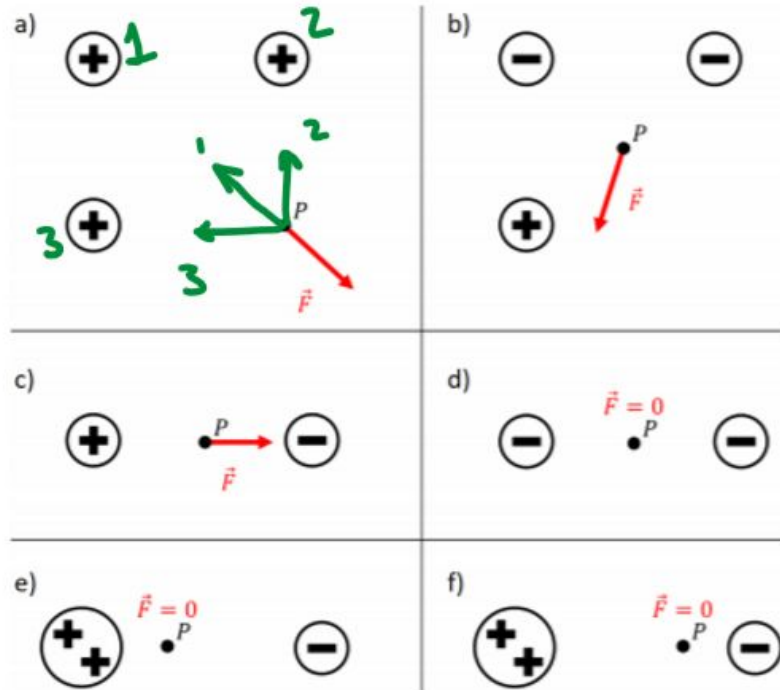 a)
+ 1
+ 2
3 +
1
2
3
P
F⃗
b)
−
−
P
F⃗
+
c)
+
P
F⃗
−
d)
F⃗ = 0
−
P
−
e)
F⃗ = 0
+ +
P
−
f)
F⃗ = 0
+ +
P
−